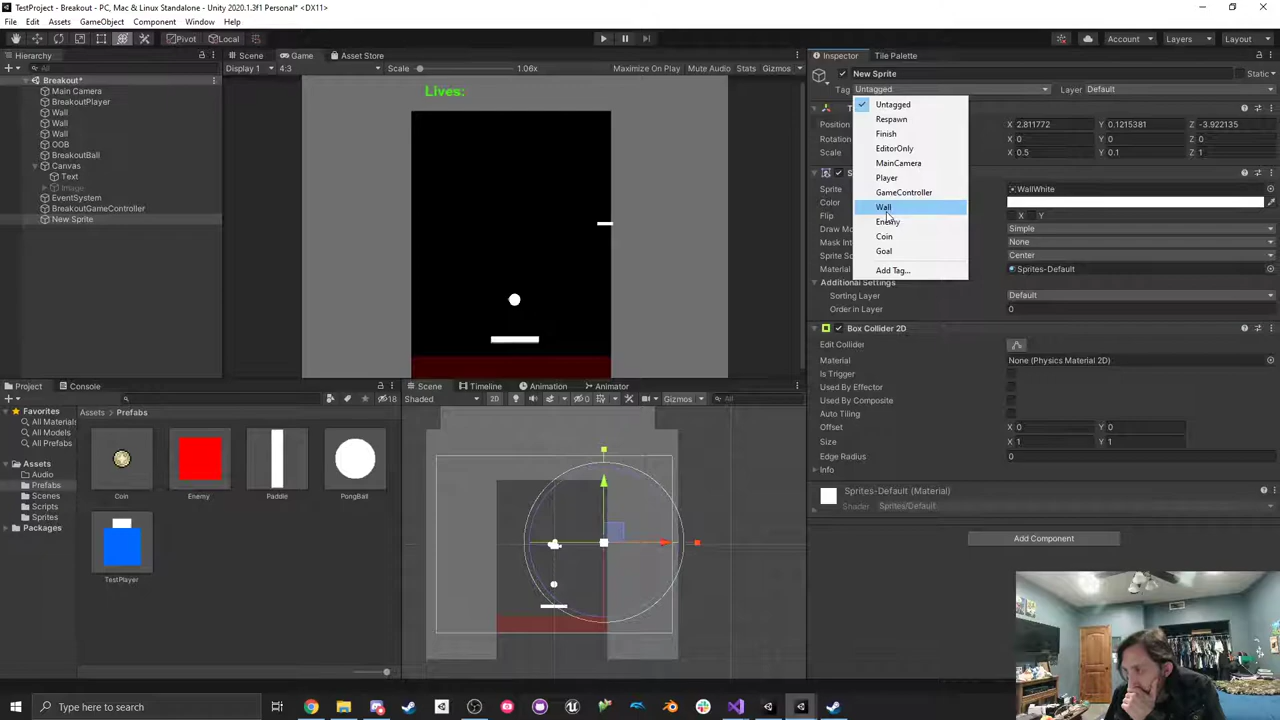 TestProject - Breakout - PC, Mac & Linux Standalone - Unity 2020.1.3f1 Personal* <DX11>
File Edit Assets GameObject Component Window Help
Pivot Local Account Layers Layout
Hierarchy
All
Breakout*
Main Camera
BreakoutPlayer
Wall
Wall
Wall
ODB
BreakoutBall
Canvas
Text
Image
EventSystem
BreakoutGameController
New Sprite
Scene Game Asset Store
Display 1 4:3 Scale 1.06x Maximize On Play Mute Audio Stats Gizmos
Lives:
Inspector Tile Palette
New Sprite Static
Tag Untagged Layer Default
Untagged
Respawn
Finish
EditorOnly
MainCamera
Player
GameController
Wall
Enemy
Coin
Goal
Add Tag...
Position X 2.811772 Y 0.1215381 Z -3.922135
Rotation X 0 Y 0 Z 0
Scale X 0.5 Y 0.1 Z 1
Sprite WallWhite
Color
Flip X Y
Draw Mo Simple
Mask Int None
Sprite So Center
Material Sprites-Default
Additional Settings
Sorting Layer Default
Order in Layer 0
Box Collider 2D
Edit Collider
Material None (Physics Material 2D)
Is Trigger
Used By Effector
Used By Composite
Auto Tiling
Offset X 0 Y 0
Size X 1 Y 1
Edge Radius 0
Info
Sprites-Default (Material)
Shader Sprites/Default
Add Component
Project Console
18
Favorites
All Materials
All Models
All Prefabs
Assets
Audio
Prefabs
Scenes
Scripts
Sprites
Packages
Assets > Prefabs
Coin Enemy Paddle PongBall
TestPlayer
Scene Timeline Animation Animator
Shaded 2D 0 Gizmos All
Type here to search